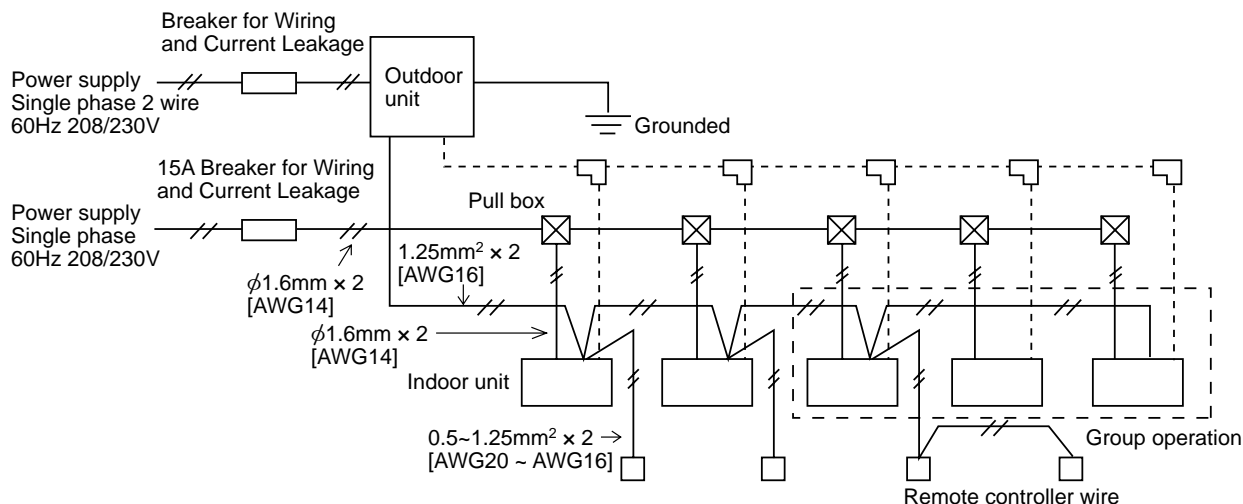 Breaker for Wiring
and Current Leakage
Power supply
Single phase 2 wire
60Hz 208/230V
Outdoor
unit
Grounded
15A Breaker for Wiring
and Current Leakage
Power supply
Single phase
60Hz 208/230V
Pull box
1.25mm² × 2
[AWG16]
ϕ1.6mm × 2
[AWG14]
ϕ1.6mm × 2
[AWG14]
Indoor unit
0.5~1.25mm² × 2
[AWG20 ~ AWG16]
Group operation
Remote controller wire